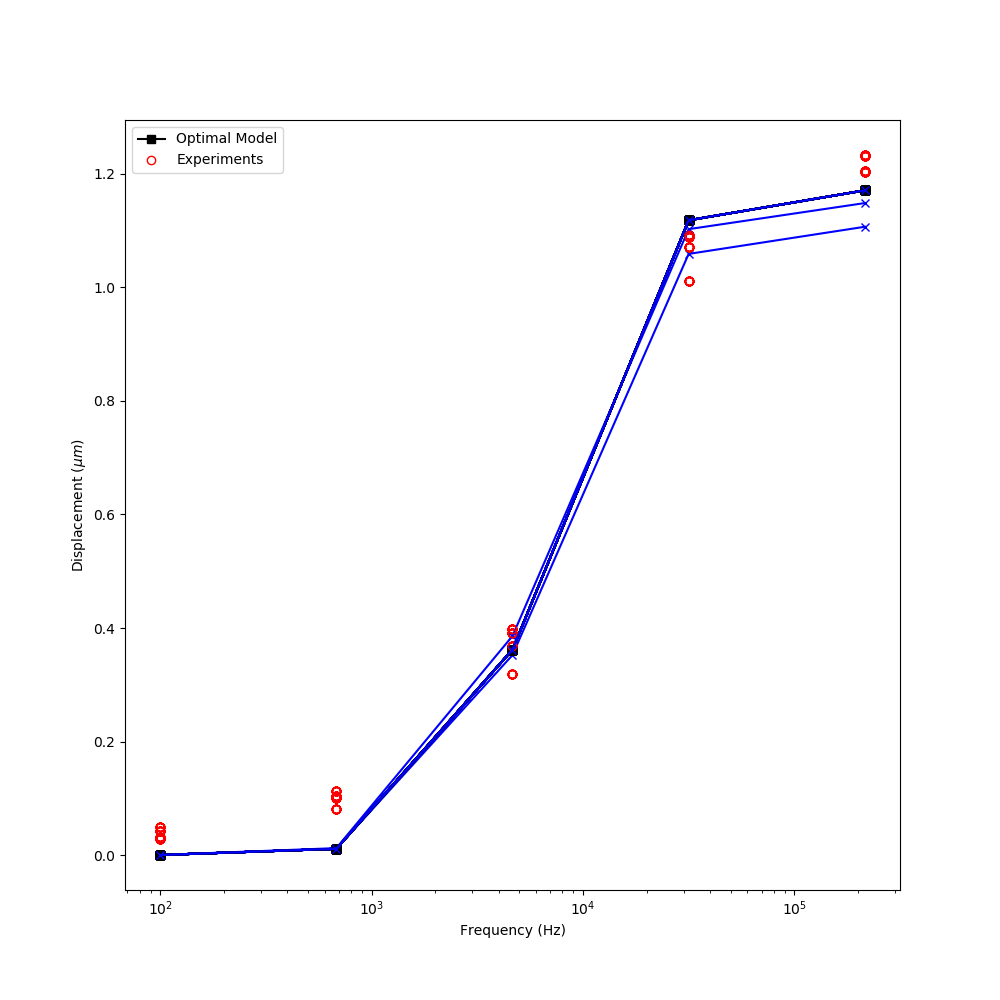 Optimal Model
Experiments
1.2
1.0
0.8
0.6
0.4
0.2
0.0
Displacement (μm)
10²
10³
10⁴
10⁵
Frequency (Hz)